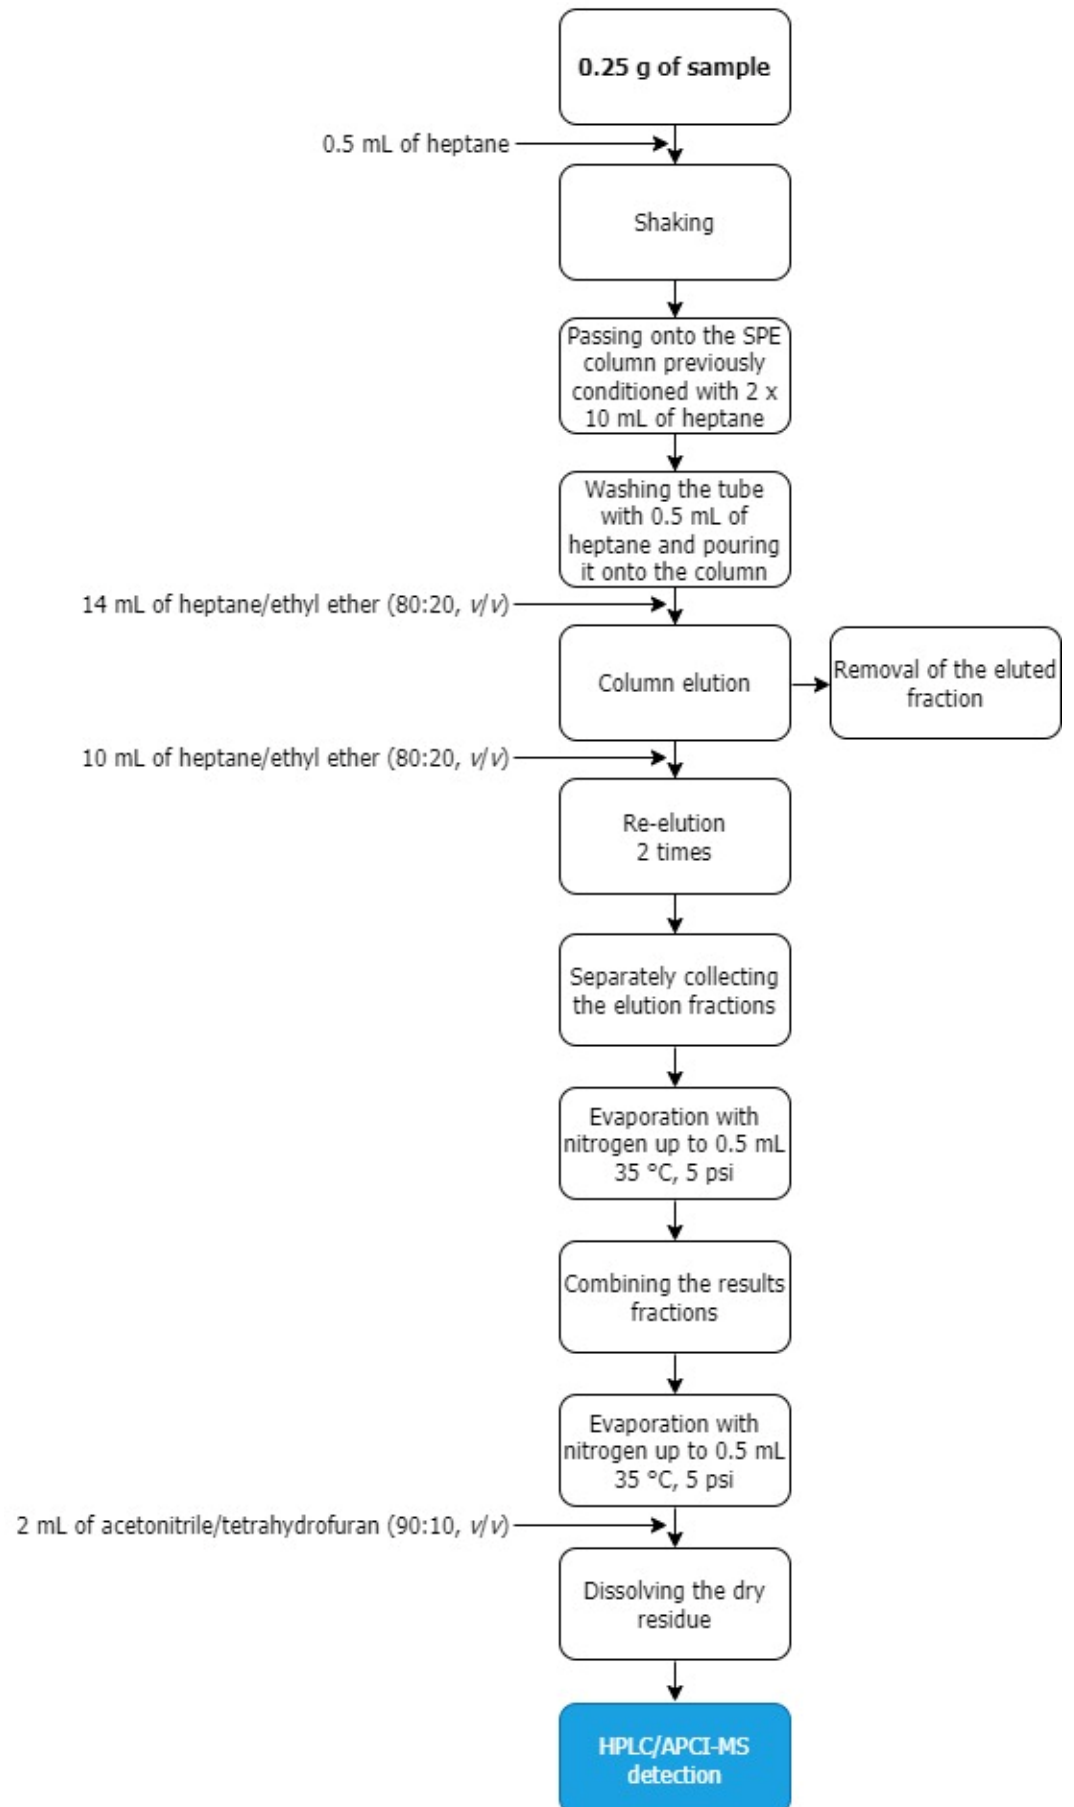 0.25 g of sample
0.5 mL of heptane
Shaking
Passing onto the SPE
column previously
conditioned with 2 x
10 mL of heptane
Washing the tube
with 0.5 mL of
heptane and pouring
it onto the column
14 mL of heptane/ethyl ether (80:20, v/v)
Column elution
Removal of the eluted
fraction
10 mL of heptane/ethyl ether (80:20, v/v)
Re-elution
2 times
Separately collecting
the elution fractions
Evaporation with
nitrogen up to 0.5 mL
35 °C, 5 psi
Combining the results
fractions
Evaporation with
nitrogen up to 0.5 mL
35 °C, 5 psi
2 mL of acetonitrile/tetrahydrofuran (90:10, v/v)
Dissolving the dry
residue
HPLC/APCI-MS
detection